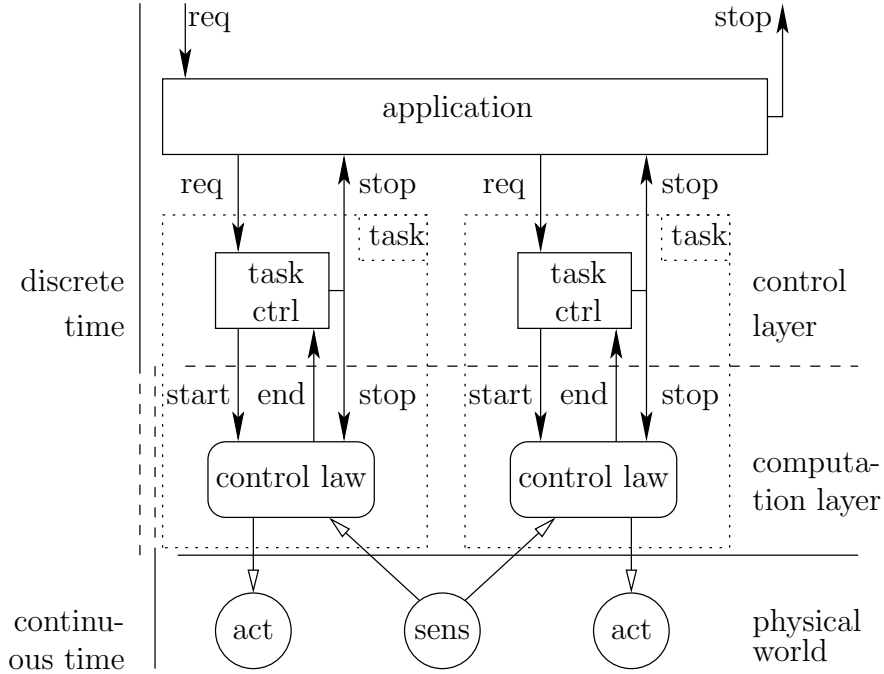 req
stop
application
req
stop
req
stop
task
task
task
ctrl
task
ctrl
discrete
time
control
layer
start
end
stop
start
end
stop
control law
control law
computa-
tion layer
continu-
ous time
act
sens
act
physical
world